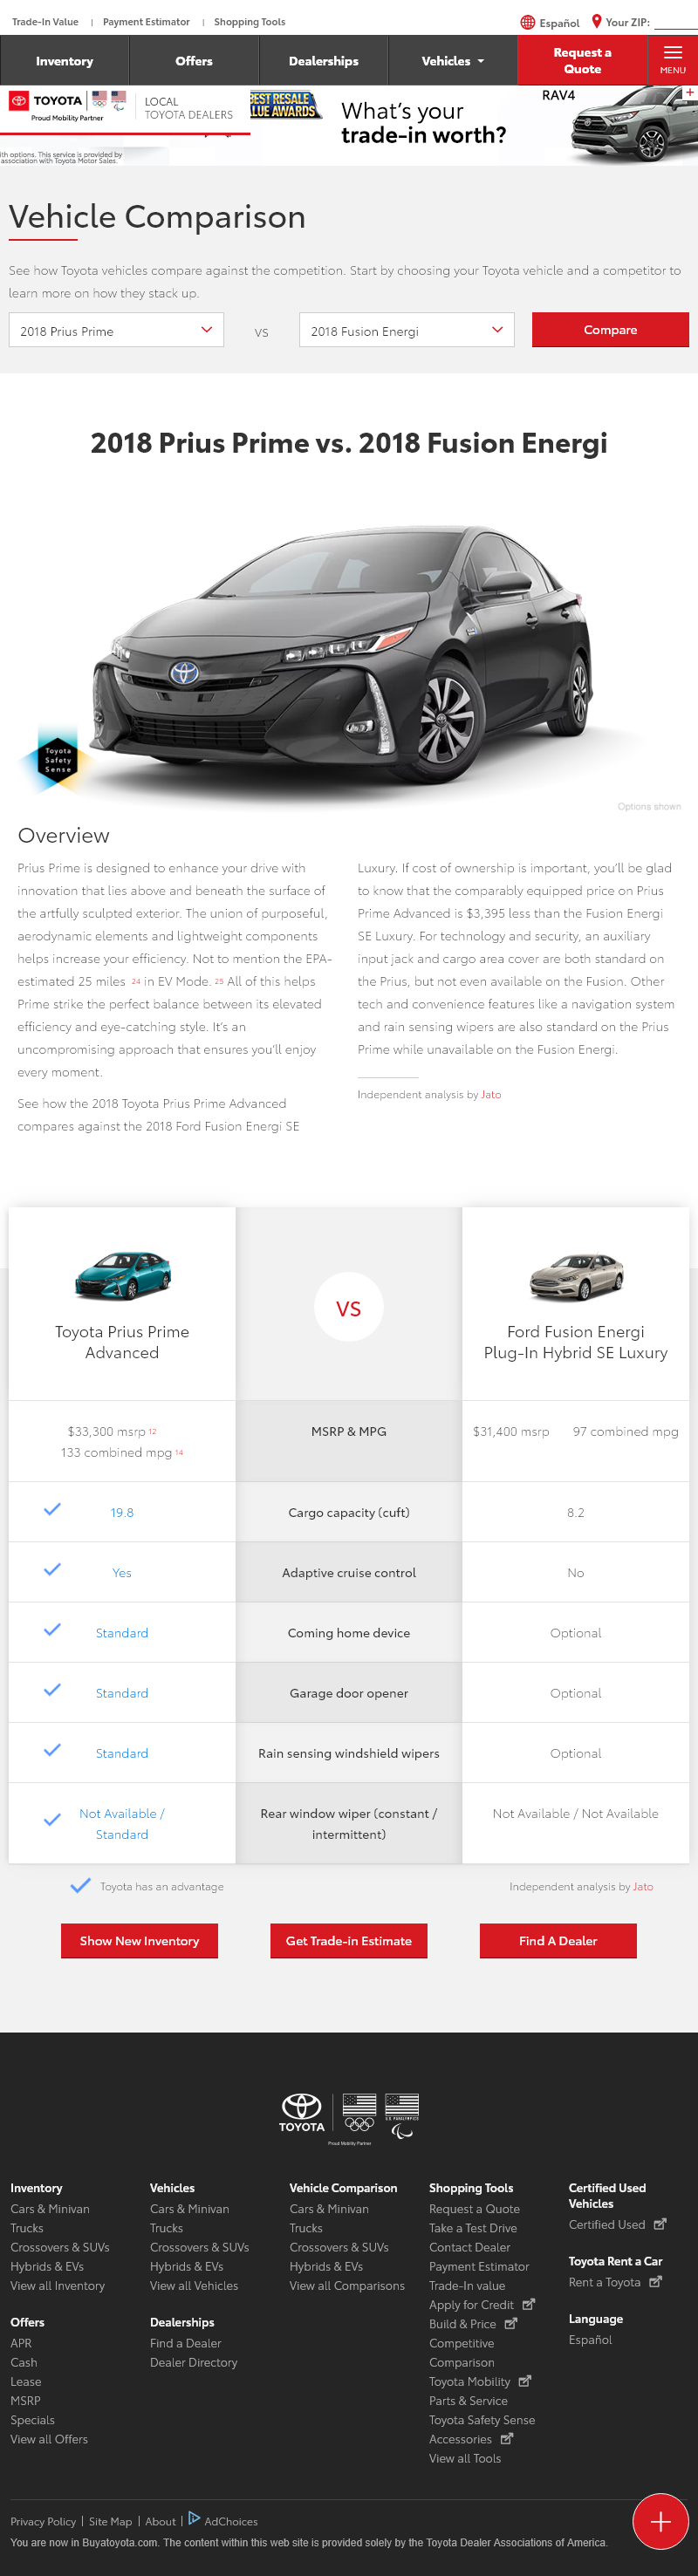 Trade-In Value | Payment Estimator | Shopping Tools
Español Your ZIP:
Inventory
Offers
Dealerships
Vehicles
Request a
Quote
MENU
TOYOTA
Proud Mobility Partner
LOCAL
TOYOTA DEALERS
BEST RESALE
VALUE AWARDS
What's your
trade-in worth?
RAV4
ith options. This service is provided by
association with Toyota Motor Sales.
Vehicle Comparison
See how Toyota vehicles compare against the competition. Start by choosing your Toyota vehicle and a competitor to
learn more on how they stack up.
2018 Prius Prime
VS
2018 Fusion Energi
Compare
2018 Prius Prime vs. 2018 Fusion Energi
Toyota
Safety
Sense
Options shown
Overview
Prius Prime is designed to enhance your drive with
innovation that lies above and beneath the surface of
the artfully sculpted exterior. The union of purposeful,
aerodynamic elements and lightweight components
helps increase your efficiency. Not to mention the EPA-
estimated 25 miles 24 in EV Mode. 25 All of this helps
Prime strike the perfect balance between its elevated
efficiency and eye-catching style. It's an
uncompromising approach that ensures you'll enjoy
every moment.
See how the 2018 Toyota Prius Prime Advanced
compares against the 2018 Ford Fusion Energi SE
Luxury. If cost of ownership is important, you'll be glad
to know that the comparably equipped price on Prius
Prime Advanced is $3,395 less than the Fusion Energi
SE Luxury. For technology and security, an auxiliary
input jack and cargo area cover are both standard on
the Prius, but not even available on the Fusion. Other
tech and convenience features like a navigation system
and rain sensing wipers are also standard on the Prius
Prime while unavailable on the Fusion Energi.
Independent analysis by Jato
Toyota Prius Prime
Advanced
VS
Ford Fusion Energi
Plug-In Hybrid SE Luxury
$33,300 msrp 12
133 combined mpg 14
MSRP & MPG
$31,400 msrp 97 combined mpg
19.8
Cargo capacity (cuft)
8.2
Yes
Adaptive cruise control
No
Standard
Coming home device
Optional
Standard
Garage door opener
Optional
Standard
Rain sensing windshield wipers
Optional
Not Available /
Standard
Rear window wiper (constant /
intermittent)
Not Available / Not Available
Toyota has an advantage
Independent analysis by Jato
Show New Inventory
Get Trade-in Estimate
Find A Dealer
TOYOTA
U.S. PARALYMPICS
Proud Mobility Partner
Inventory
Cars & Minivan
Trucks
Crossovers & SUVs
Hybrids & EVs
View all Inventory
Offers
APR
Cash
Lease
MSRP
Specials
View all Offers
Vehicles
Cars & Minivan
Trucks
Crossovers & SUVs
Hybrids & EVs
View all Vehicles
Dealerships
Find a Dealer
Dealer Directory
Vehicle Comparison
Cars & Minivan
Trucks
Crossovers & SUVs
Hybrids & EVs
View all Comparisons
Shopping Tools
Request a Quote
Take a Test Drive
Contact Dealer
Payment Estimator
Trade-In value
Apply for Credit
Build & Price
Competitive
Comparison
Toyota Mobility
Parts & Service
Toyota Safety Sense
Accessories
View all Tools
Certified Used
Vehicles
Certified Used
Toyota Rent a Car
Rent a Toyota
Language
Español
Privacy Policy | Site Map | About | AdChoices
You are now in Buyatoyota.com. The content within this web site is provided solely by the Toyota Dealer Associations of America.